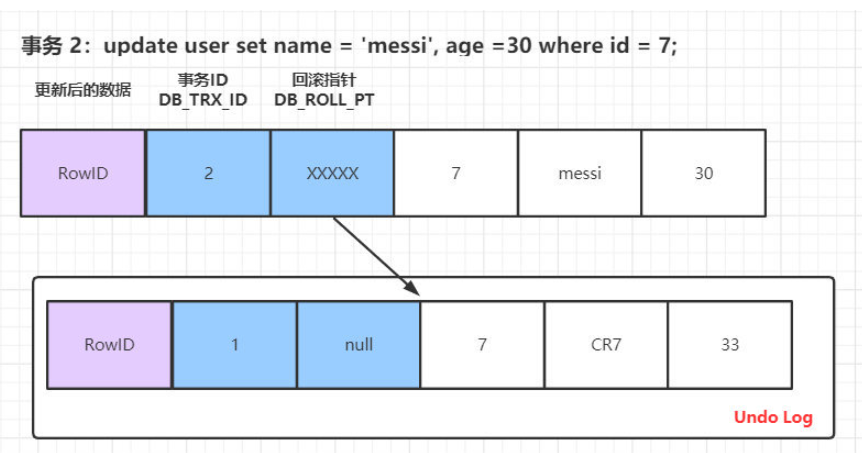 事务 2：update user set name = 'messi', age =30 where id = 7;
更新后的数据
事务ID
DB_TRX_ID
回滚指针
DB_ROLL_PT
RowID 2 XXXXX 7 messi 30
RowID 1 null 7 CR7 33
Undo Log